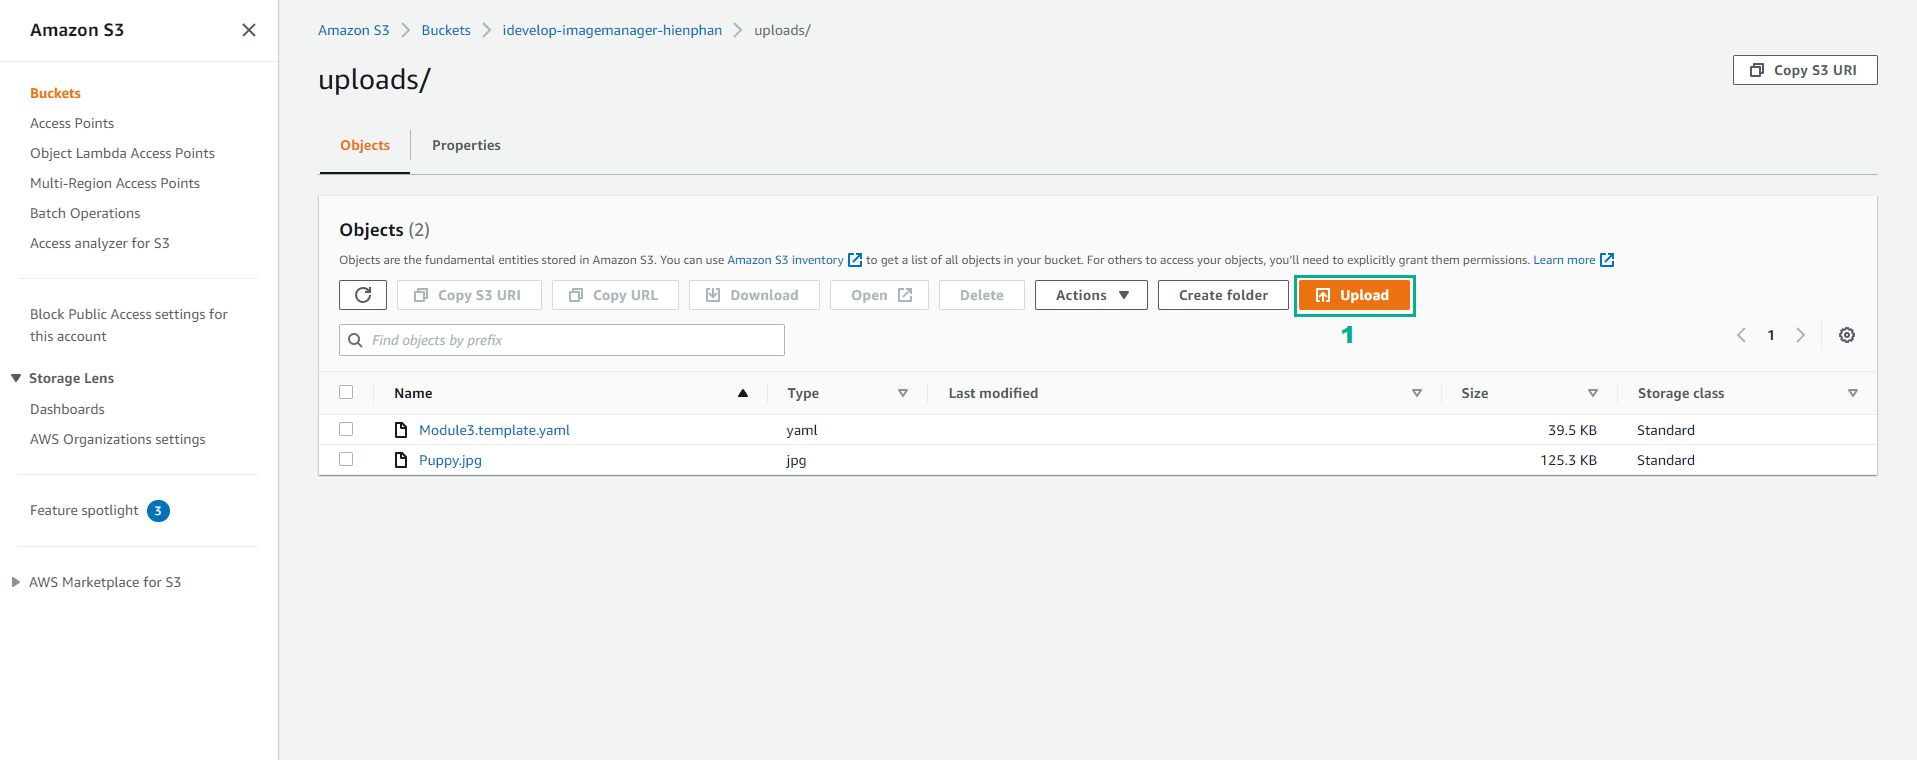 Amazon S3
Buckets
Access Points
Object Lambda Access Points
Multi-Region Access Points
Batch Operations
Access analyzer for S3
Block Public Access settings for
this account
Storage Lens
Dashboards
AWS Organizations settings
Feature spotlight 3
AWS Marketplace for S3
Amazon S3 Buckets idevelop-imagemanager-hienphan uploads/
uploads/
Copy S3 URI
Objects Properties
Objects (2)
Objects are the fundamental entities stored in Amazon S3. You can use Amazon S3 inventory to get a list of all objects in your bucket. For others to access your objects, you'll need to explicitly grant them permissions. Learn more
Copy S3 URI Copy URL Download Open Delete Actions Create folder Upload
1
Find objects by prefix
1
Name Type Last modified Size Storage class
Module3.template.yaml yaml 39.5 KB Standard
Puppy.jpg jpg 125.3 KB Standard